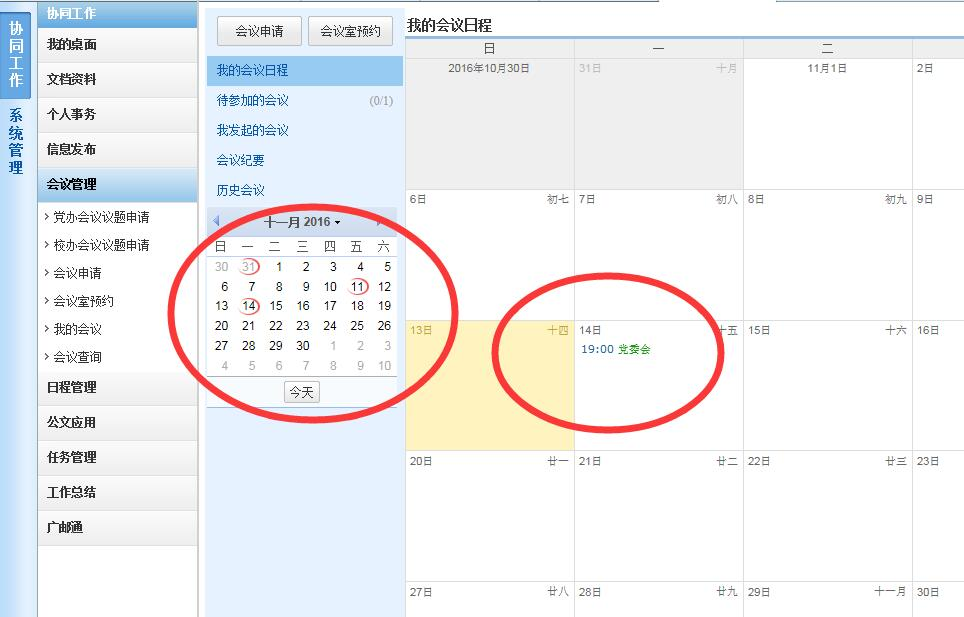 协同工作
系统管理
协同工作
我的桌面
文档资料
个人事务
信息发布
会议管理
党办会议议题申请
校办会议议题申请
会议申请
会议室预约
我的会议
会议查询
日程管理
公文应用
任务管理
工作总结
广邮通
会议申请 会议室预约
我的会议日程
待参加的会议 (0/1)
我发起的会议
会议纪要
历史会议
十一月 2016
日 一 二 三 四 五 六
30 31 1 2 3 4 5
6 7 8 9 10 11 12
13 14 15 16 17 18 19
20 21 22 23 24 25 26
27 28 29 30 1 2 3
4 5 6 7 8 9 10
今天
我的会议日程
日 一 二
2016年10月30日 31日 十月 11月1日 2日
6日 初七 7日 初八 8日 初九 9日
13日 十四 14日 十五 15日 十六 16日
19:00 党委会
20日 廿一 21日 廿二 22日 廿三 23日
27日 廿八 28日 廿九 29日 十一月 30日